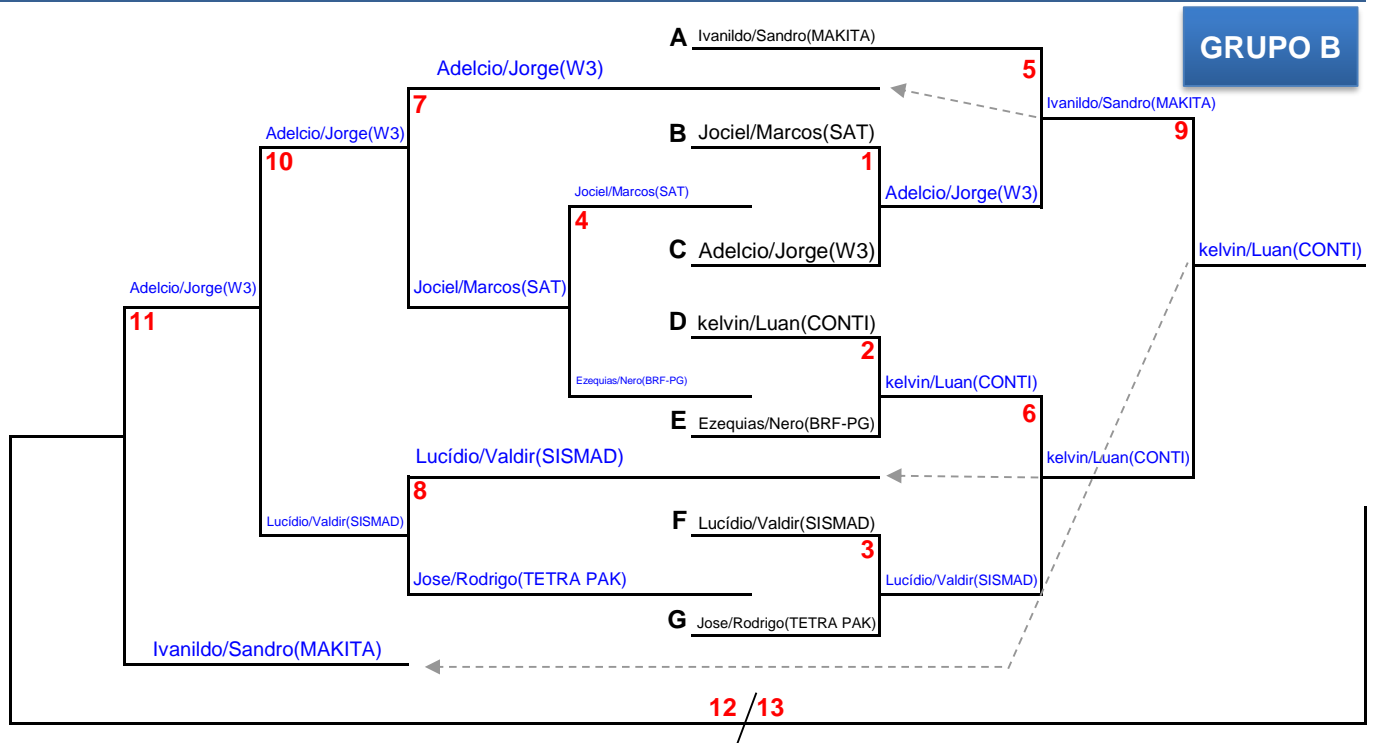 A Ivanildo/Sandro(MAKITA)
GRUPO B
Adelcio/Jorge(W3)
5
7
Ivanildo/Sandro(MAKITA)
Adelcio/Jorge(W3)
B Jociel/Marcos(SAT)
9
10
1
Jociel/Marcos(SAT)
Adelcio/Jorge(W3)
4
C Adelcio/Jorge(W3)
kelvin/Luan(CONTI)
Adelcio/Jorge(W3)
Jociel/Marcos(SAT)
11
D kelvin/Luan(CONTI)
2
Ezequias/Nero(BRF-PG)
kelvin/Luan(CONTI)
6
E Ezequias/Nero(BRF-PG)
Lucídio/Valdir(SISMAD)
kelvin/Luan(CONTI)
8
Lucídio/Valdir(SISMAD)
F Lucídio/Valdir(SISMAD)
3
Jose/Rodrigo(TETRA PAK)
Lucídio/Valdir(SISMAD)
G Jose/Rodrigo(TETRA PAK)
Ivanildo/Sandro(MAKITA)
12 / 13